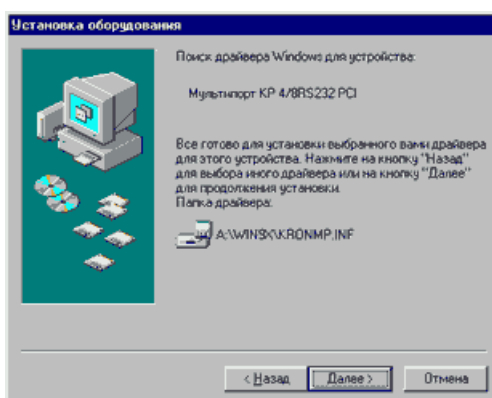 Установка оборудования
Поиск драйвера Windows для устройства:
Мультипорт KP 4/8RS232 PCI
Все готово для установки выбранного вами драйвера
для этого устройства. Нажмите на кнопку "Назад"
для выбора иного драйвера или на кнопку "Далее"
для продолжения установки.
Папка драйвера:
A:\WIN9X\KRONMP.INF
< Назад
Далее >
Отмена